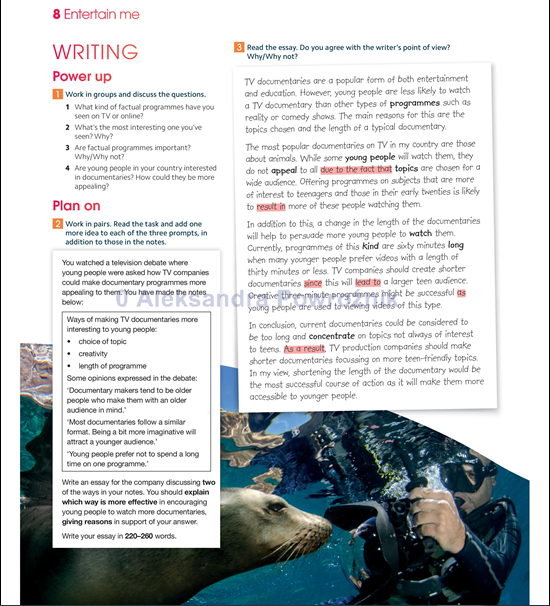 8 Entertain me
WRITING
Power up
1 Work in groups and discuss the questions.
1 What kind of factual programmes have you
seen on TV or online?
2 What's the most interesting one you've
seen? Why?
3 Are factual programmes important?
Why/Why not?
4 Are young people in your country interested
in documentaries? How could they be more
appealing?
Plan on
2 Work in pairs. Read the task and add one
more idea to each of the three prompts, in
addition to those in the notes.
You watched a television debate where
young people were asked how TV companies
could make documentary programmes more
appealing to them. You have made the notes
below:
Ways of making TV documentaries more
interesting to young people:
• choice of topic
• creativity
• length of programme
Some opinions expressed in the debate:
'Documentary makers tend to be older
people who make them with an older
audience in mind.'
'Most documentaries follow a similar
format. Being a bit more imaginative will
attract a younger audience.'
'Young people prefer not to spend a long
time on one programme.'
Write an essay for the company discussing two
of the ways in your notes. You should explain
which way is more effective in encouraging
young people to watch more documentaries,
giving reasons in support of your answer.
Write your essay in 220–260 words.
3 Read the essay. Do you agree with the writer's point of view?
Why/Why not?
TV documentaries are a popular form of both entertainment
and education. However, young people are less likely to watch
a TV documentary than other types of programmes such as
reality or comedy shows. The main reasons for this are the
topics chosen and the length of a typical documentary.
The most popular documentaries on TV in my country are those
about animals. While some young people will watch them, they
do not appeal to all due to the fact that topics are chosen for a
wide audience. Offering programmes on subjects that are more
of interest to teenagers and those in their early twenties is likely
to result in more of these people watching them.
In addition to this, a change in the length of the documentaries
will help to persuade more young people to watch them.
Currently, programmes of this kind are sixty minutes long
when many younger people prefer videos with a length of
thirty minutes or less. TV companies should create shorter
documentaries since this will lead to a larger teen audience.
Creative three-minute programmes might be successful as
young people are used to viewing videos of this type.
In conclusion, current documentaries could be considered to
be too long and concentrate on topics not always of interest
to teens. As a result, TV production companies should make
shorter documentaries focussing on more teen-friendly topics.
In my view, shortening the length of the documentary would be
the most successful course of action as it will make them more
accessible to younger people.
Aleksandra